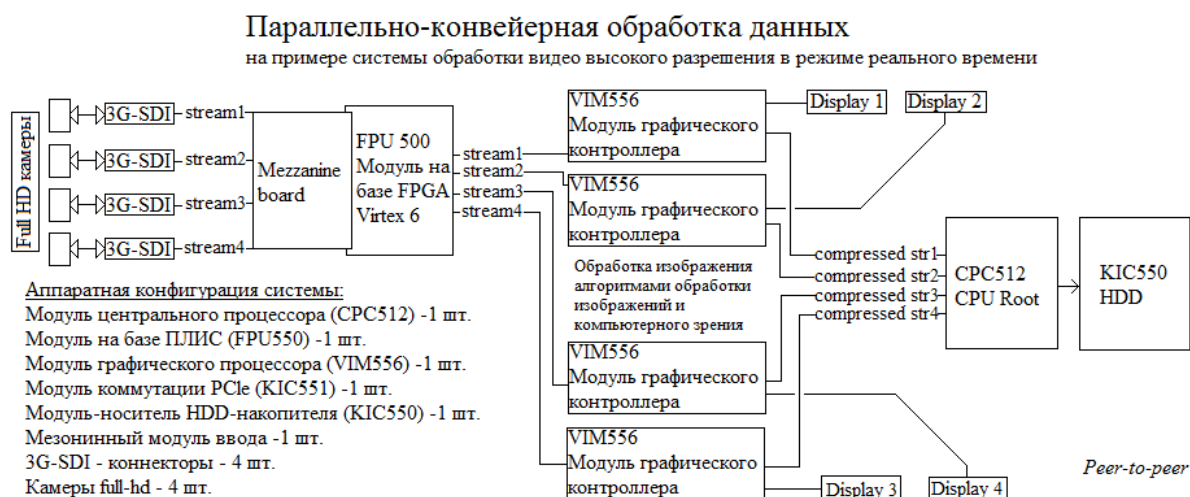 Параллельно-конвейерная обработка данных
на примере системы обработки видео высокого разрешения в режиме реального времени
Full HD камеры
3G-SDI
stream1
3G-SDI
stream2
3G-SDI
stream3
3G-SDI
stream4
Mezzanine
board
FPU 500
Модуль на
базе FPGA
Virtex 6
stream1
stream2
stream3
stream4
VIM556
Модуль графического
контроллера
Display 1
Display 2
VIM556
Модуль графического
контроллера
Обработка изображения
алгоритмами обработки
изображений и
компьютерного зрения
VIM556
Модуль графического
контроллера
VIM556
Модуль графического
контроллера
Display 3
Display 4
compressed str1
compressed str2
compressed str3
compressed str4
CPC512
CPU Root
KIC550
HDD
Peer-to-peer
Аппаратная конфигурация системы:
Модуль центрального процессора (CPC512) -1 шт.
Модуль на базе ПЛИС (FPU550) -1 шт.
Модуль графического процессора (VIM556) -1 шт.
Модуль коммутации PCle (KIC551) -1 шт.
Модуль-носитель HDD-накопителя (KIC550) -1 шт.
Мезонинный модуль ввода -1 шт.
3G-SDI - коннекторы - 4 шт.
Камеры full-hd - 4 шт.